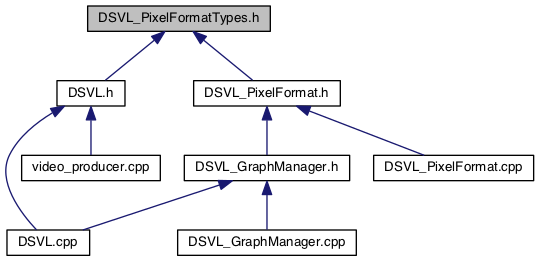 DSVL_PixelFormatTypes.h
DSVL.h
DSVL_PixelFormat.h
video_producer.cpp
DSVL_GraphManager.h
DSVL_PixelFormat.cpp
DSVL.cpp
DSVL_GraphManager.cpp